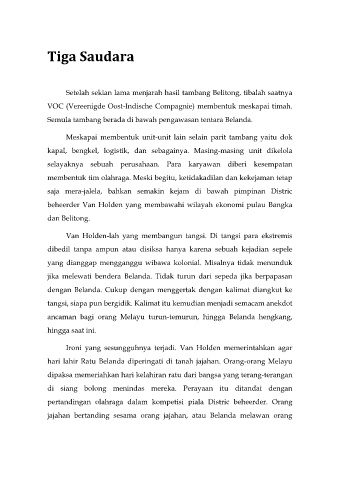 Tiga Saudara
Setelah sekian lama menjarah hasil tambang Belitong, tibalah saatnya
VOC (Vereenigde Oost-Indische Compagnie) membentuk meskapai timah.
Semula tambang berada di bawah pengawasan tentara Belanda.
Meskapai membentuk unit-unit lain selain parit tambang yaitu dok
kapal, bengkel, logistik, dan sebagainya. Masing-masing unit dikelola
selayaknya sebuah perusahaan. Para karyawan diberi kesempatan
membentuk tim olahraga. Meski begitu, ketidakadilan dan kekejaman tetap
saja mera-jalela, bahkan semakin kejam di bawah pimpinan Distric
beheerder Van Holden yang membawahi wilayah ekonomi pulau Bangka
dan Belitong.
Van Holden-lah yang membangun tangsi. Di tangsi para ekstremis
dibedil tanpa ampun atau disiksa hanya karena sebuah kejadian sepele
yang dianggap mengganggu wibawa kolonial. Misalnya tidak menunduk
jika melewati bendera Belanda. Tidak turun dari sepeda jika berpapasan
dengan Belanda. Cukup dengan menggertak dengan kalimat diangkut ke
tangsi, siapa pun bergidik. Kalimat itu kemudian menjadi semacam anekdot
ancaman bagi orang Melayu turun-temurun, hingga Belanda hengkang,
hingga saat ini.
Ironi yang sesungguhnya terjadi. Van Holden memerintahkan agar
hari lahir Ratu Belanda diperingati di tanah jajahan. Orang-orang Melayu
dipaksa memeriahkan hari kelahiran ratu dari bangsa yang terang-terangan
di siang bolong menindas mereka. Perayaan itu ditandai dengan
pertandingan olahraga dalam kompetisi piala Distric beheerder. Orang
jajahan bertanding sesama orang jajahan, atau Belanda melawan orang